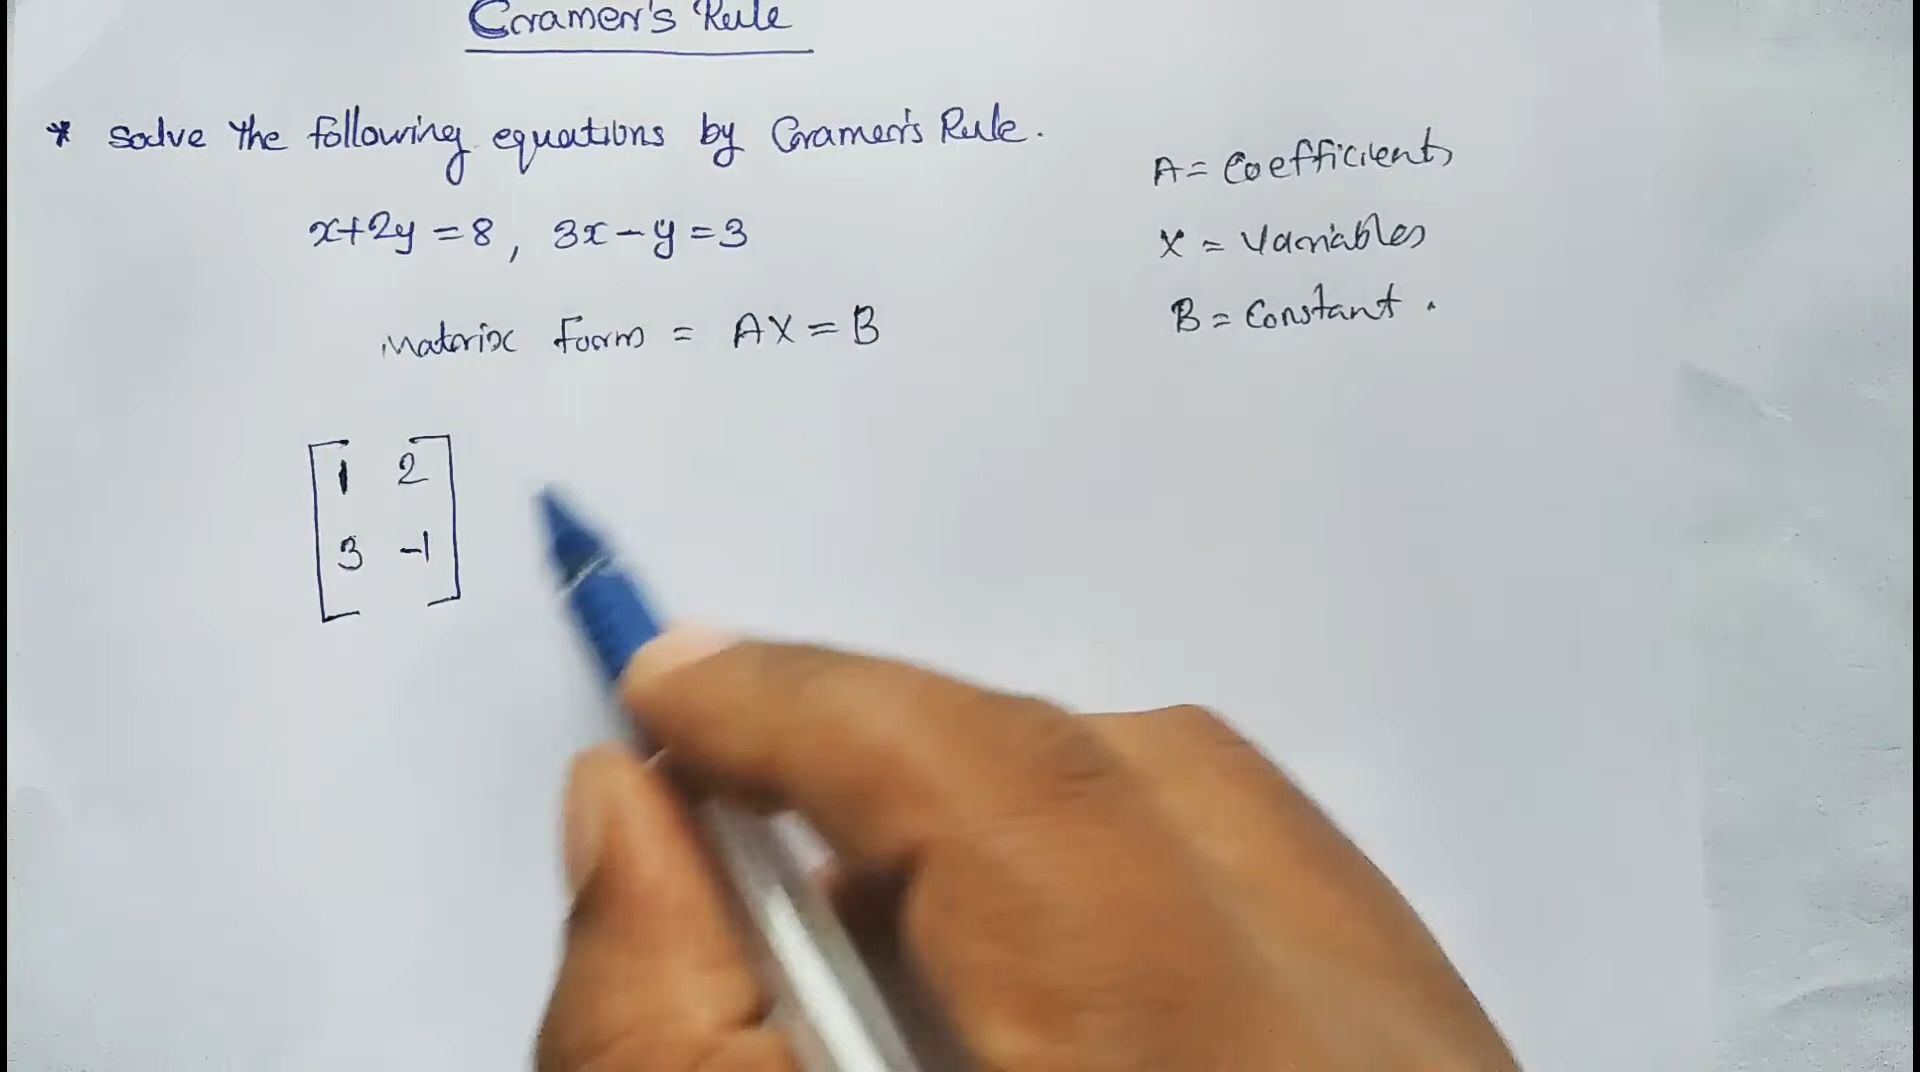 Cramer's Rule
* Solve the following equations by Cramer's Rule.
x+2y=8, 3x-y=3
Matrix form = AX=B
A= Coefficients
X = Variables
B = Constant.
1 2
3 -1